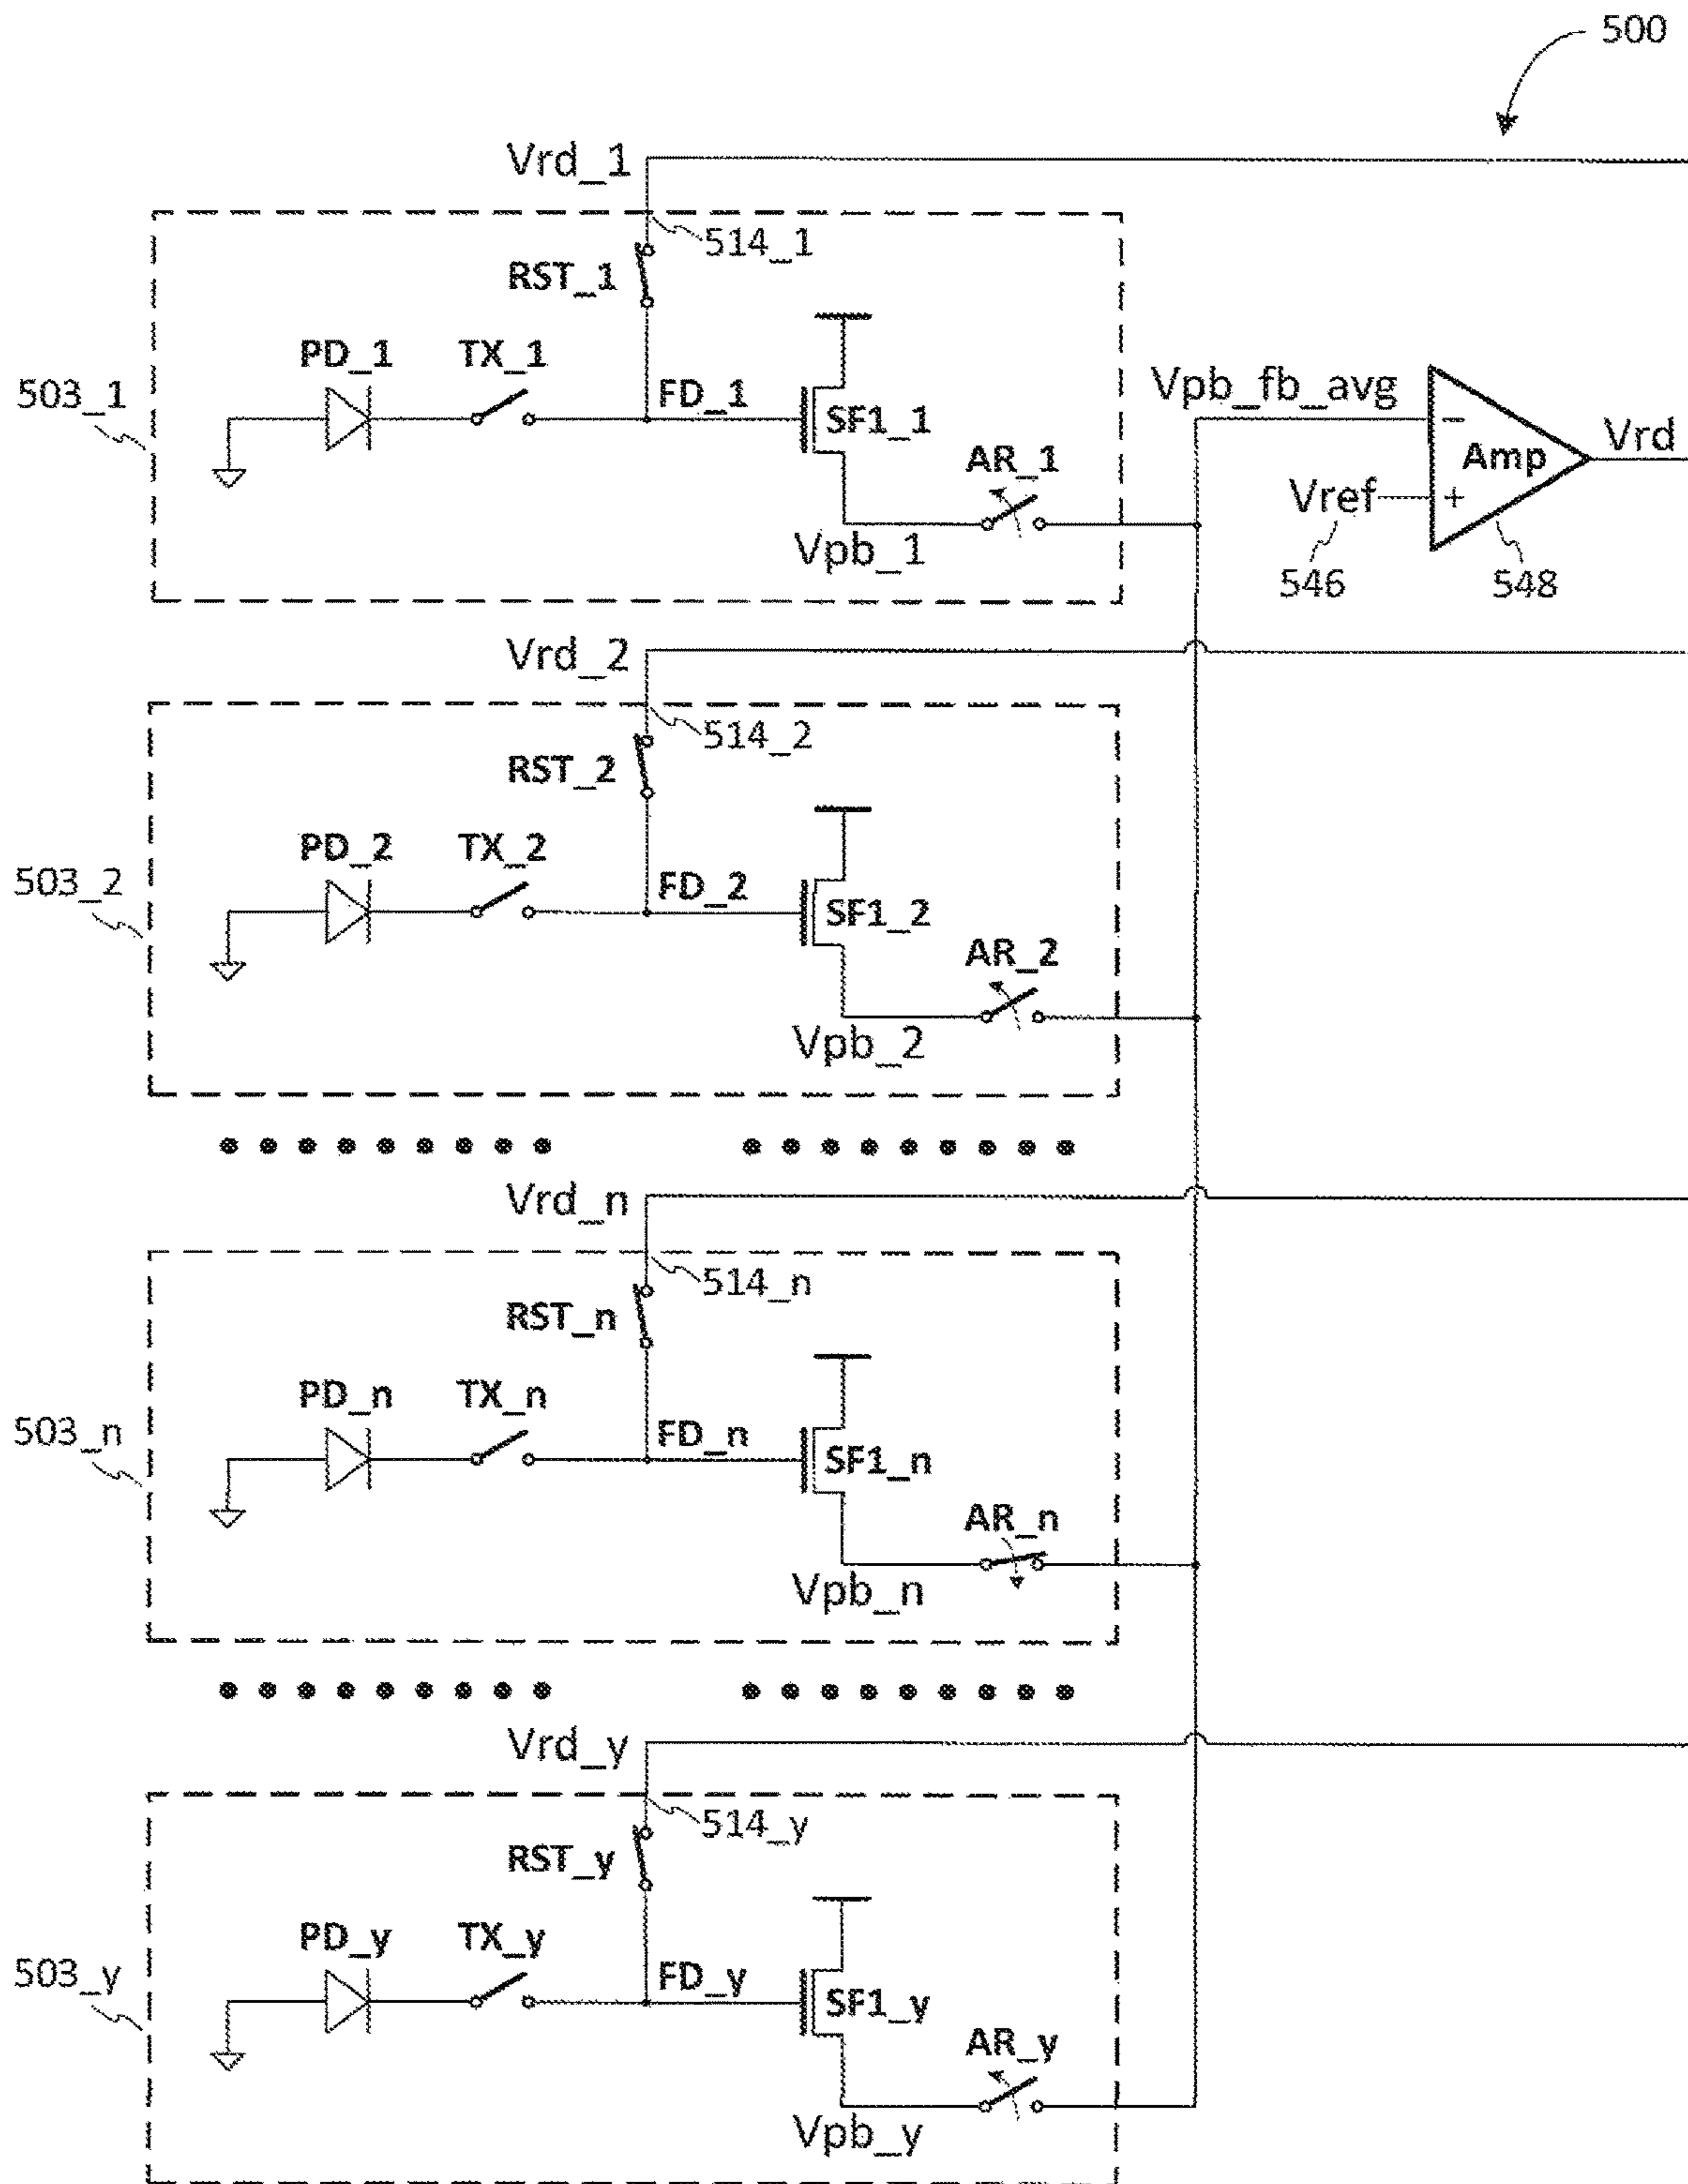 500
Vrd_1
514_1
RST_1
PD_1
TX_1
503_1
FD_1
SF1_1
AR_1
Vpb_1
Vpb_fb_avg
−
Amp
Vrd
Vref
+
546
548
Vrd_2
514_2
RST_2
PD_2
TX_2
503_2
FD_2
SF1_2
AR_2
Vpb_2
Vrd_n
514_n
RST_n
PD_n
TX_n
503_n
FD_n
SF1_n
AR_n
Vpb_n
Vrd_y
514_y
RST_y
PD_y
TX_y
503_y
FD_y
SF1_y
AR_y
Vpb_y